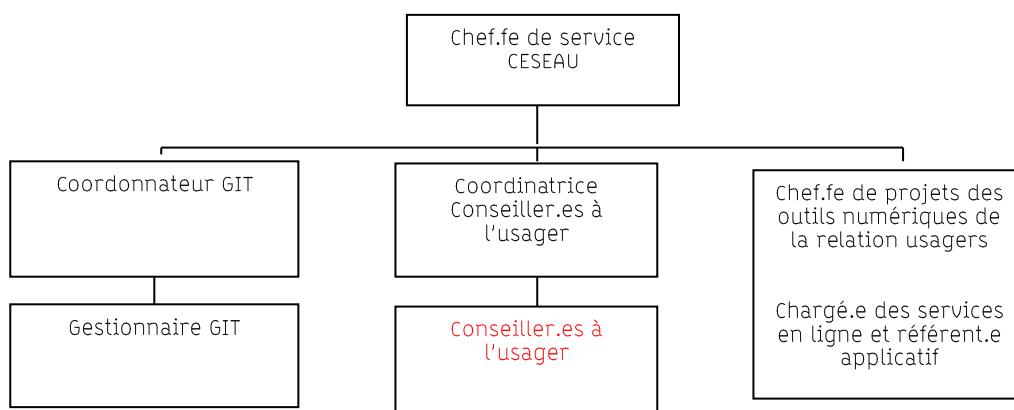 Chef.fe de service
CESEAU
Coordonnateur GIT
Coordinatrice
Conseiller.es à
l'usager
Chef.fe de projets des
outils numériques de
la relation usagers
Chargé.e des services
en ligne et référent.e
applicatif
Gestionnaire GIT
Conseiller.es à
l'usager